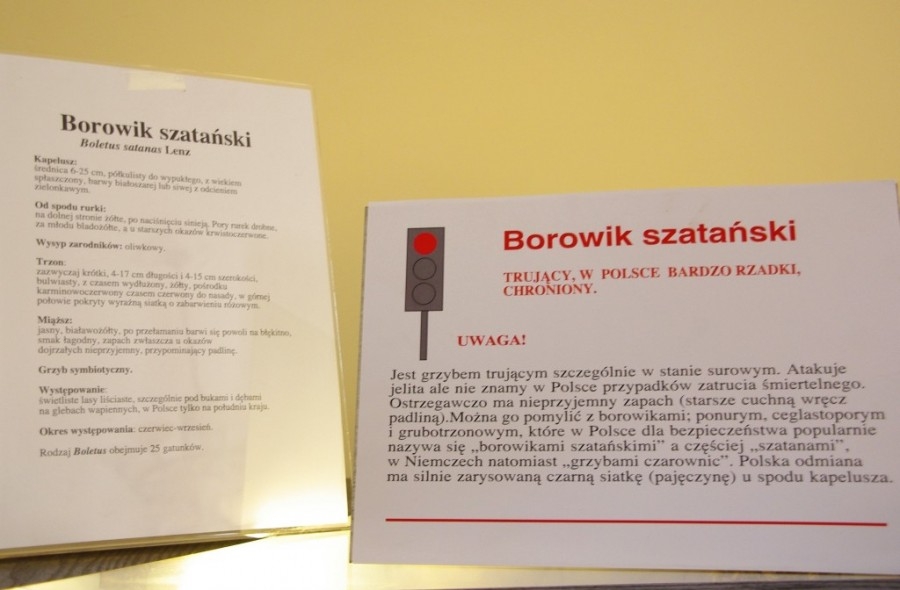 Borowik szatański
Boletus satanas Lenz
Kapelusz:
średnica 6-25 cm, półkulisty do wypukłego, z wiekiem
spłaszczony, barwy białoszarej lub siwej z odcieniem
zielonkawym.
Od spodu rurki:
na dolnej stronie żółte, po naciśnięciu sinieją. Pory rurek drobne,
za młodu bladożółte, a u starszych okazów krwistoczerwone.
Wysyp zarodników: oliwkowy.
Trzon:
zazwyczaj krótki, 4-17 cm długości i 4-15 cm szerokości,
bulwiasty, z czasem wydłużony, żółty, pośrodku
karminowoczerwony czasem czerwony do nasady, w górnej
połowie pokryty wyraźną siatką o zabarwieniu różowym.
Miąższ:
jasny, białawożółty, po przełamaniu barwi się powoli na błękitno,
smak łagodny, zapach zwłaszcza u okazów
dojrzałych nieprzyjemny, przypominający padlinę.
Grzyb symbiotyczny.
Występowanie:
świetliste lasy liściaste, szczególnie pod bukami i dębami
na glebach wapiennych, w Polsce tylko na południu kraju.
Okres występowania: czerwiec-wrzesień.
Rodzaj Boletus obejmuje 25 gatunków.
Borowik szatański
TRUJĄCY, W POLSCE BARDZO RZADKI,
CHRONIONY.
UWAGA!
Jest grzybem trującym szczególnie w stanie surowym. Atakuje
jelita ale nie znamy w Polsce przypadków zatrucia śmiertelnego.
Ostrzegawczo ma nieprzyjemny zapach (starsze cuchną wręcz
padliną).Można go pomylić z borowikami; ponurym, ceglastoporym
i grubotrzonowym, które w Polsce dla bezpieczeństwa popularnie
nazywa się „borowikami szatańskimi” a częściej „szatanami”,
w Niemczech natomiast „grzybami czarownic”. Polska odmiana
ma silnie zarysowaną czarną siatkę (pajęczynę) u spodu kapelusza.